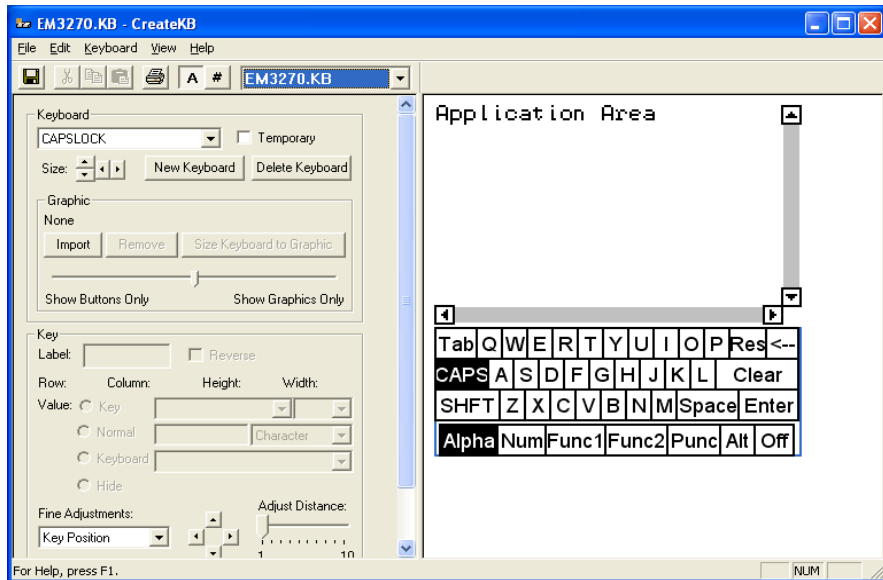 EM3270.KB - CreateKB
File Edit Keyboard View Help
A # EM3270.KB
Keyboard
CAPSLOCK Temporary
Size: New Keyboard Delete Keyboard
Graphic
None
Import Remove Size Keyboard to Graphic
Show Buttons Only Show Graphics Only
Key
Label: Reverse
Row: Column: Height: Width:
Value: Key
Normal Character
Keyboard
Hide
Fine Adjustments: Adjust Distance:
Key Position
1 10
Application Area
Tab Q W E R T Y U I O P Res <--
CAPS A S D F G H J K L Clear
SHFT Z X C V B N M Space Enter
Alpha Num Func1 Func2 Punc Alt Off
For Help, press F1. NUM